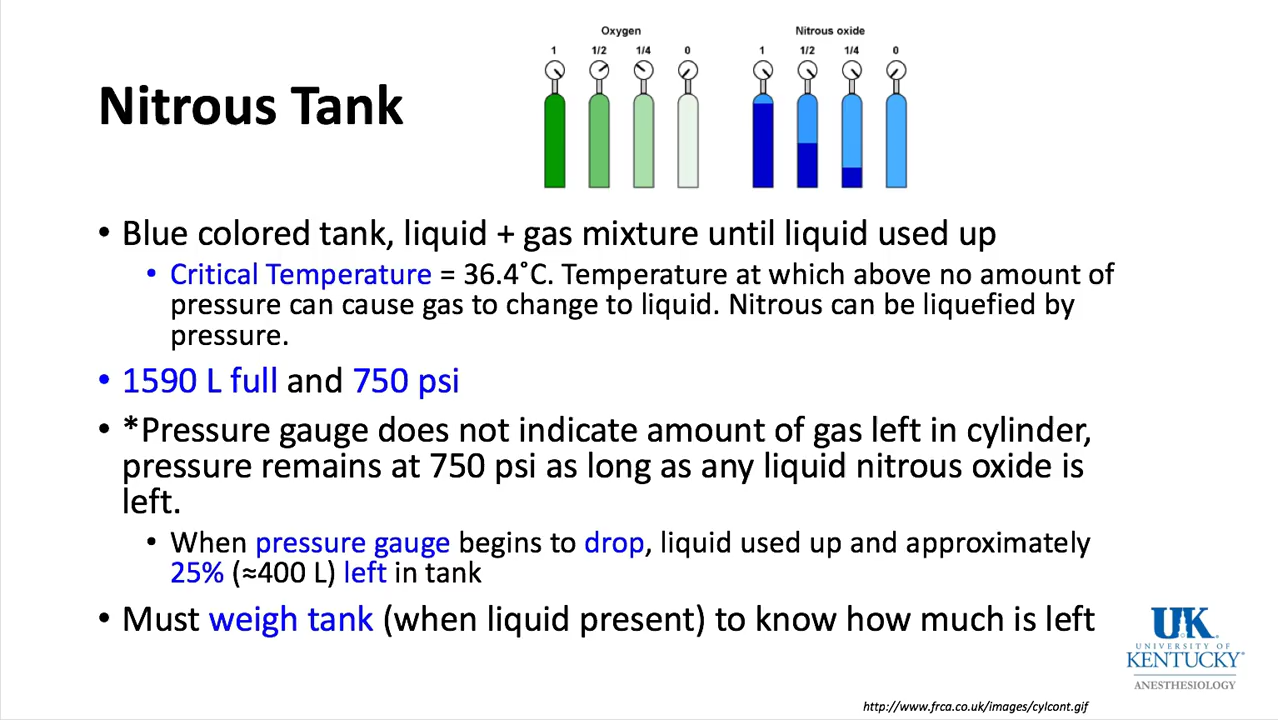 Oxygen
Nitrous oxide
1 1/2 1/4 0
1 1/2 1/4 0
Nitrous Tank
• Blue colored tank, liquid + gas mixture until liquid used up
• Critical Temperature = 36.4˚C. Temperature at which above no amount of
pressure can cause gas to change to liquid. Nitrous can be liquefied by
pressure.
• 1590 L full and 750 psi
• *Pressure gauge does not indicate amount of gas left in cylinder,
pressure remains at 750 psi as long as any liquid nitrous oxide is
left.
• When pressure gauge begins to drop, liquid used up and approximately
25% (≈400 L) left in tank
• Must weigh tank (when liquid present) to know how much is left
UK
UNIVERSITY OF
KENTUCKY®
ANESTHESIOLOGY
http://www.frca.co.uk/images/cylcont.gif